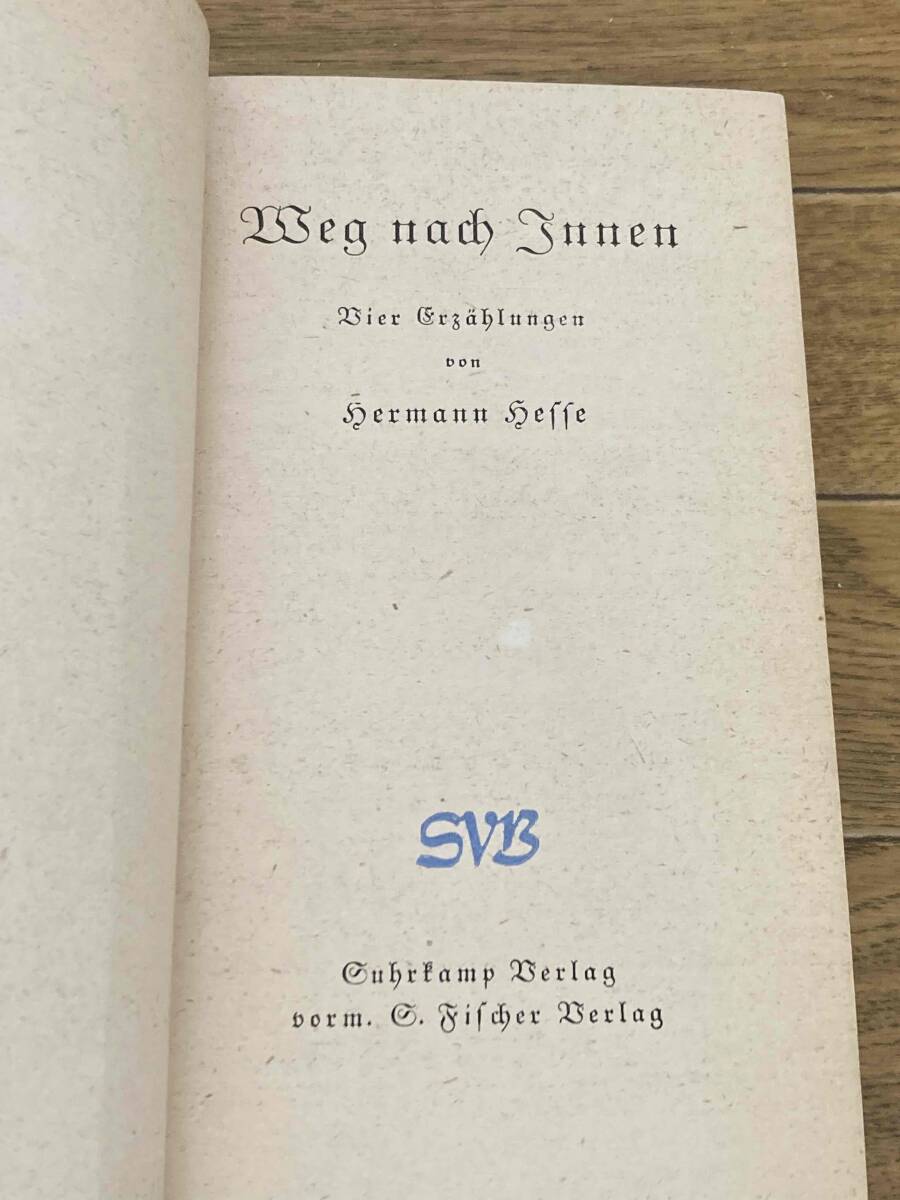 Weg nach Innen
Vier Erzählungen
von
Hermann Hesse
SVB
Suhrkamp Verlag
vorm. S. Fischer Verlag